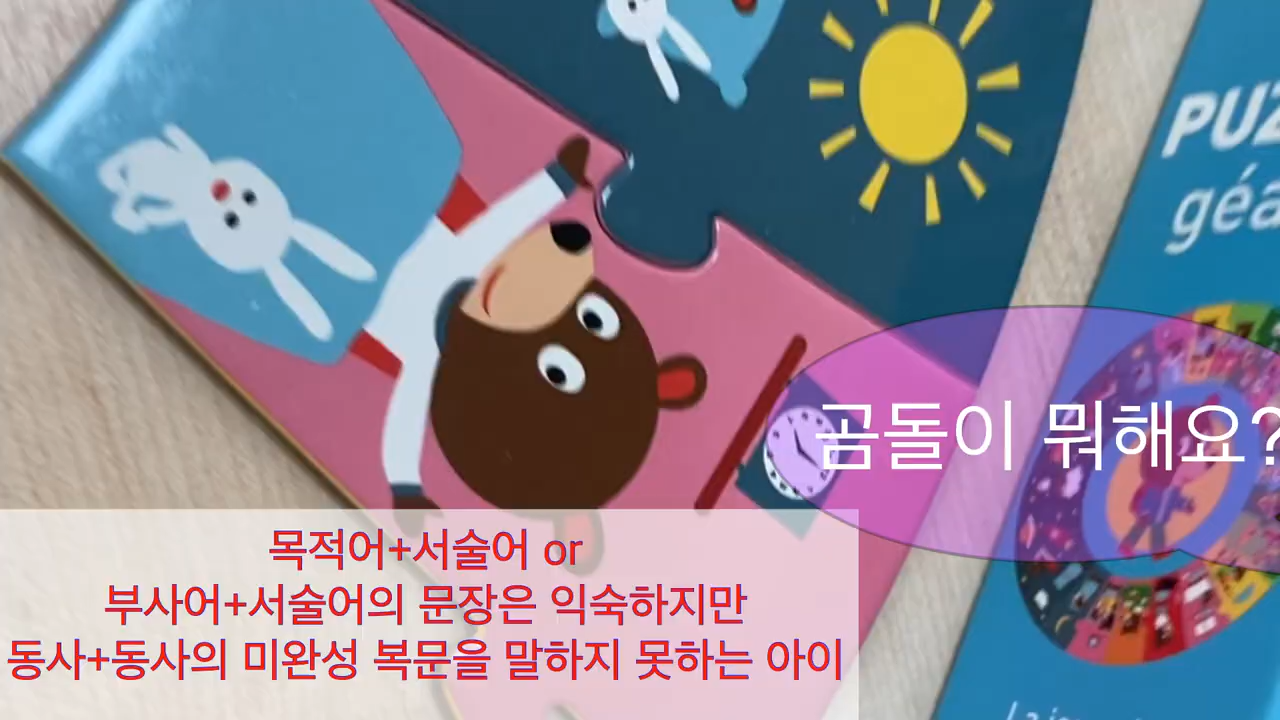 PUZ
géa
곰돌이 뭐해요?
목적어+서술어 or
부사어+서술어의 문장은 익숙하지만
동사+동사의 미완성 복문을 말하지 못하는 아이